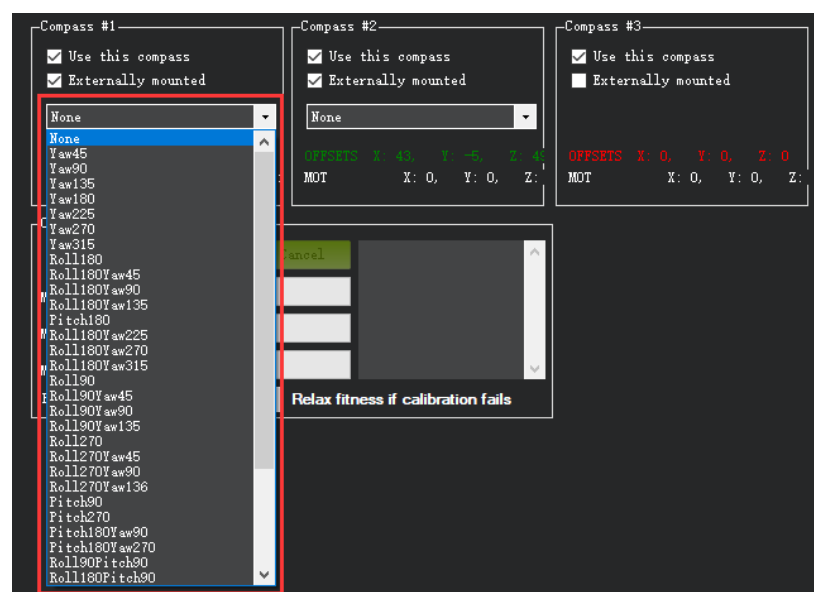 Compass #1
Use this compass
Externally mounted
None
None
Yaw45
Yaw90
Yaw135
Yaw180
Yaw225
Yaw270
Yaw315
Roll180
Roll180Yaw45
Roll180Yaw90
Roll180Yaw135
Pitch180
Roll180Yaw225
Roll180Yaw270
Roll180Yaw315
Roll90
Roll90Yaw45
Roll90Yaw90
Roll90Yaw135
Roll270
Roll270Yaw45
Roll270Yaw90
Roll270Yaw136
Pitch90
Pitch270
Pitch180Yaw90
Pitch180Yaw270
Roll90Pitch90
Roll180Pitch90
Compass #2
Use this compass
Externally mounted
None
OFFSETS X: 43, Y: -5, Z: 49
MOT X: 0, Y: 0, Z:
Compass #3
Use this compass
Externally mounted
OFFSETS X: 0, Y: 0, Z: 0
MOT X: 0, Y: 0, Z:
Cancel
Relax fitness if calibration fails